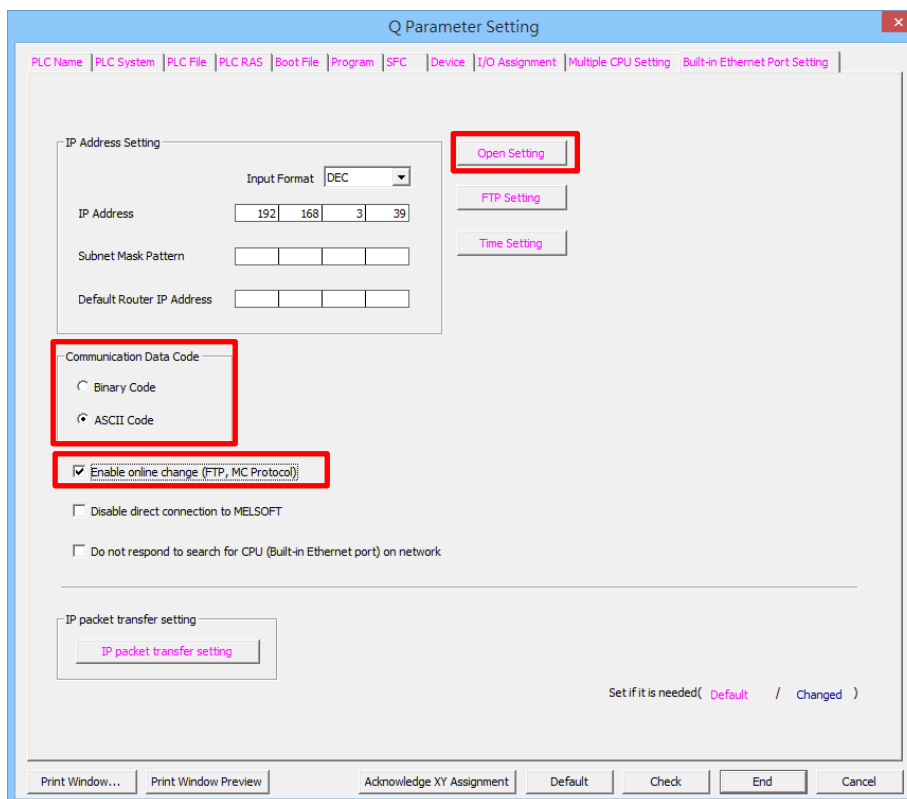 Q Parameter Setting
PLC Name PLC System PLC File PLC RAS Boot File Program SFC Device I/O Assignment Multiple CPU Setting Built-in Ethernet Port Setting
IP Address Setting
Open Setting
Input Format DEC
FTP Setting
IP Address 192 168 3 39
Time Setting
Subnet Mask Pattern
Default Router IP Address
Communication Data Code
Binary Code
ASCII Code
Enable online change (FTP, MC Protocol)
Disable direct connection to MELSOFT
Do not respond to search for CPU (Built-in Ethernet port) on network
IP packet transfer setting
IP packet transfer setting
Set if it is needed( Default / Changed )
Print Window... Print Window Preview Acknowledge XY Assignment Default Check End Cancel